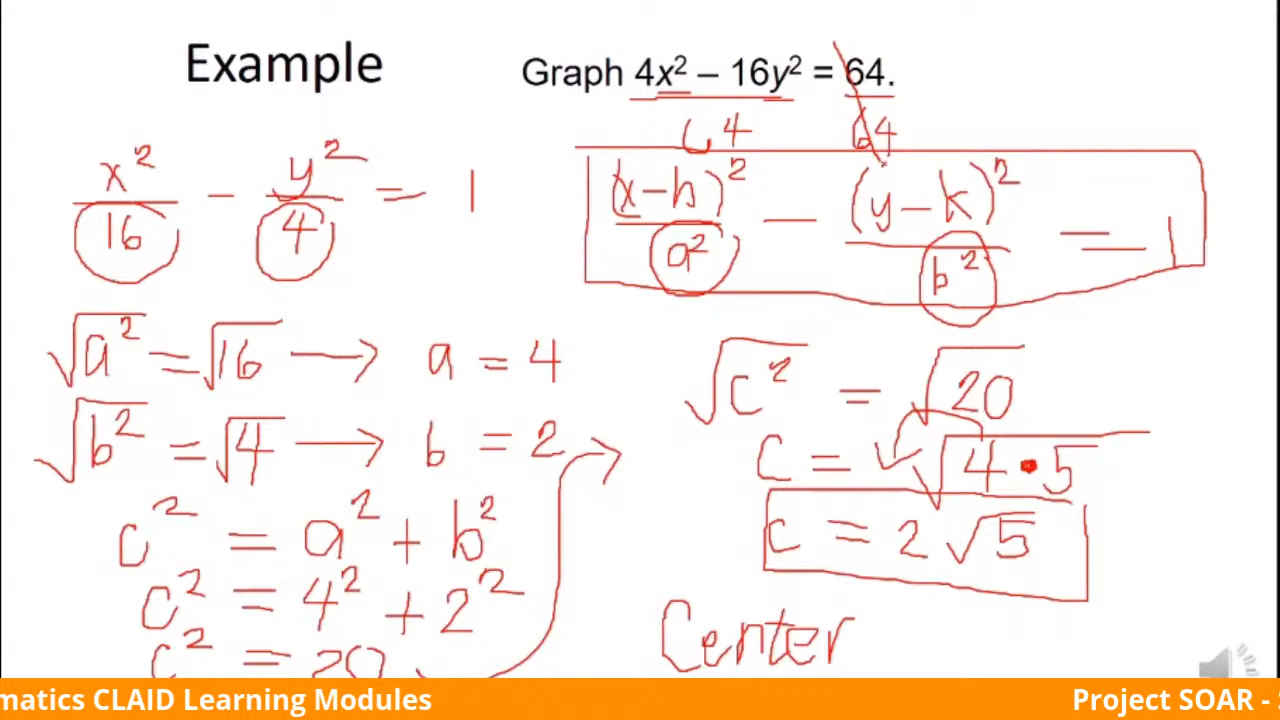 Example
Graph 4x² – 16y² = 64.
64 64
x²/16 - y²/4 = 1
(x-h)²/a² - (y-k)²/b² = 1
√a² = √16 → a = 4
√b² = √4 → b = 2
c² = a² + b²
c² = 4² + 2²
c² = 20
√c² = √20
c = √4·5
c = 2√5
Center
matics CLAID Learning Modules
Project SOAR -